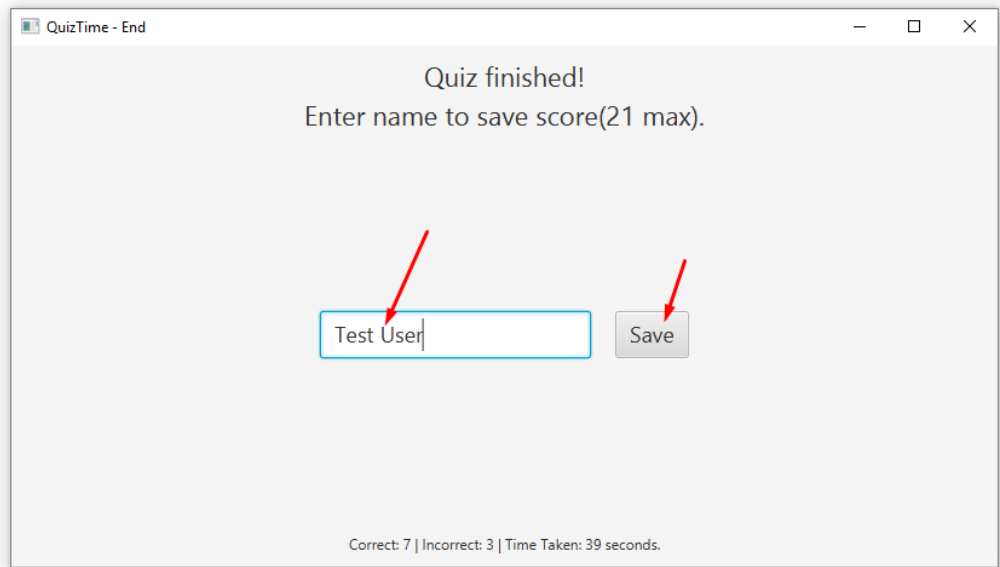 QuizTime - End
Quiz finished!
Enter name to save score(21 max).
Test User
Save
Correct: 7 | Incorrect: 3 | Time Taken: 39 seconds.